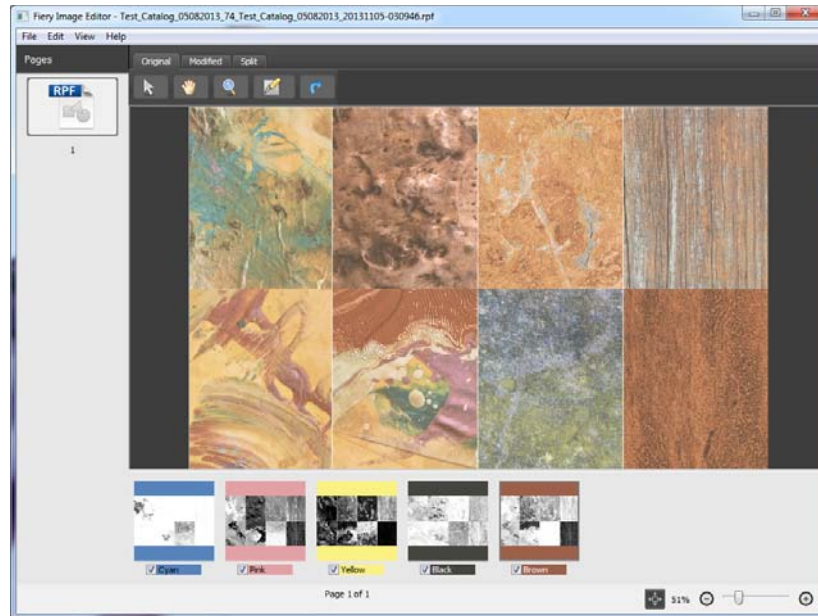 Fiery Image Editor - Test_Catalog_05082013_74_Test_Catalog_05082013_20131105-030946.rpf
File Edit View Help
Pages
Original Modified Split
RPF
1
Cyan Pink Yellow Black Brown
Page 1 of 1
51%